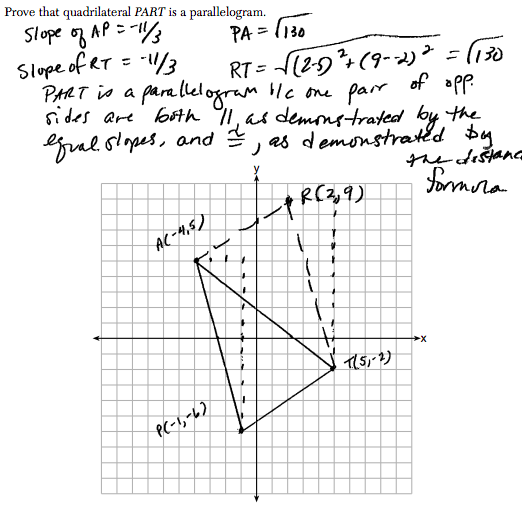 Prove that quadrilateral PART is a parallelogram.
Slope of AP = -11/3 PA = √130
Slope of RT = -11/3 RT = √(2-5)² + (9--2)² = √130
PART is a parallelogram b/c one pair of opp.
sides are both //, as demonstrated by the
equal slopes, and ≅, as demonstrated by
the distance
formula
y
R(2,9)
A(-4,5)
x
T(5,-2)
P(-1,-6)